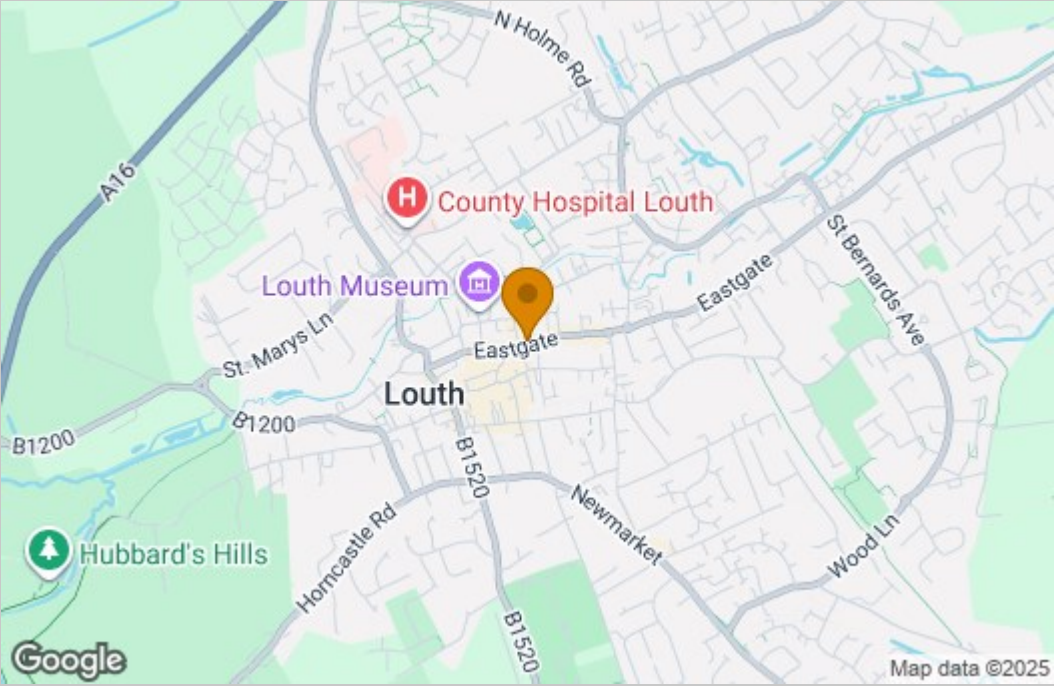 N Holme Rd
A16
H
County Hospital Louth
St Bernards Ave
Louth Museum
Eastgate
St. Marys Ln
Eastgate
Louth
B1200
B1200
B1520
Newmarket
Horncastle Rd
Wood Ln
Hubbard's Hills
B1520
Google
Map data ©2025